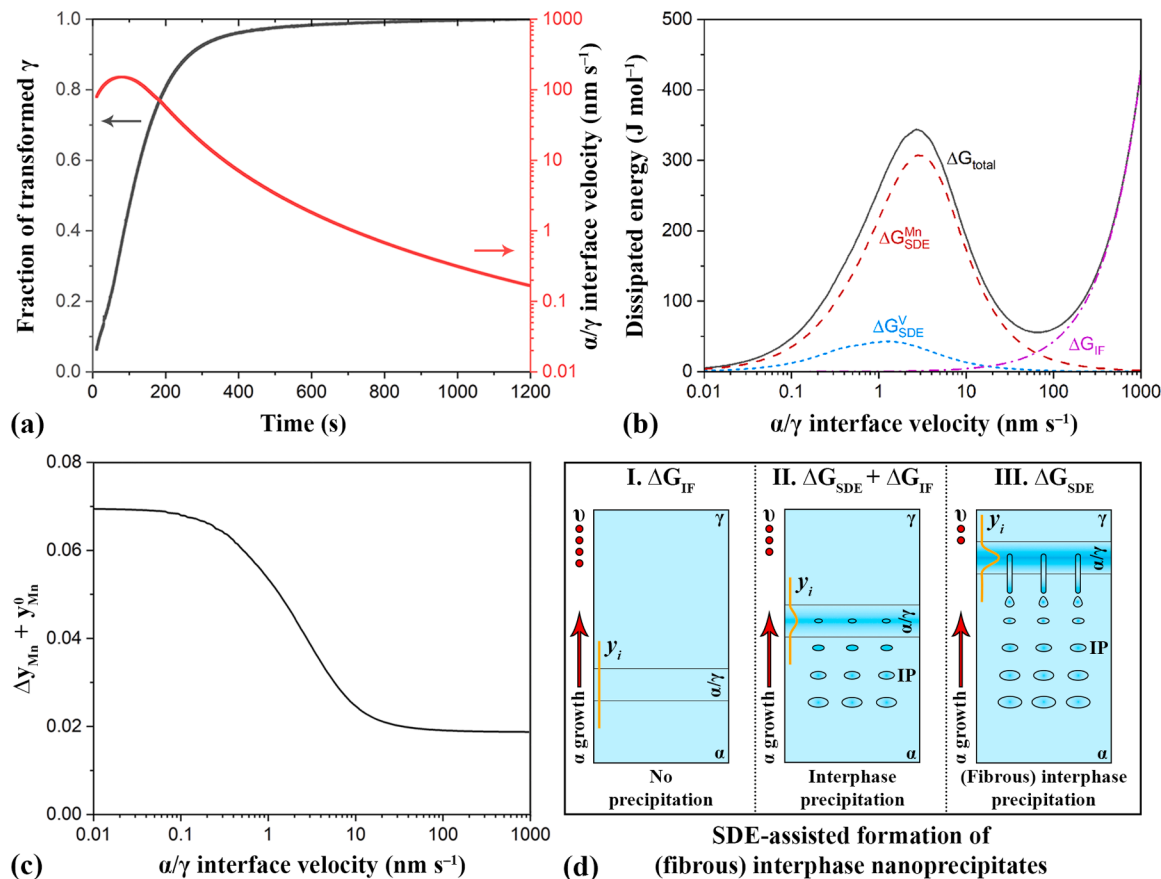 1.0
0.8
0.6
0.4
0.2
0.0
Fraction of transformed γ
0 200 400 600 800 1000 1200
Time (s)
1000
100
10
1
0.1
0.01
α/γ interface velocity (nm s⁻¹)
(a)
500
400
300
200
100
0
Dissipated energy (J mol⁻¹)
ΔG_total
ΔG_SDE^Mn
ΔG_SDE^V
ΔG_IF
0.01 0.1 1 10 100 1000
α/γ interface velocity (nm s⁻¹)
(b)
0.08
0.06
0.04
0.02
0.00
Δy_Mn + y_Mn^0
0.01 0.1 1 10 100 1000
α/γ interface velocity (nm s⁻¹)
(c)
I. ΔG_IF
υ
γ
y_i
α/γ
α growth
α
No
precipitation
II. ΔG_SDE + ΔG_IF
υ
γ
y_i
α/γ
IP
α growth
α
Interphase
precipitation
III. ΔG_SDE
υ
y_i
γ
α/γ
IP
α growth
α
(Fibrous) interphase
precipitation
(d)
SDE-assisted formation of
(fibrous) interphase nanoprecipitates